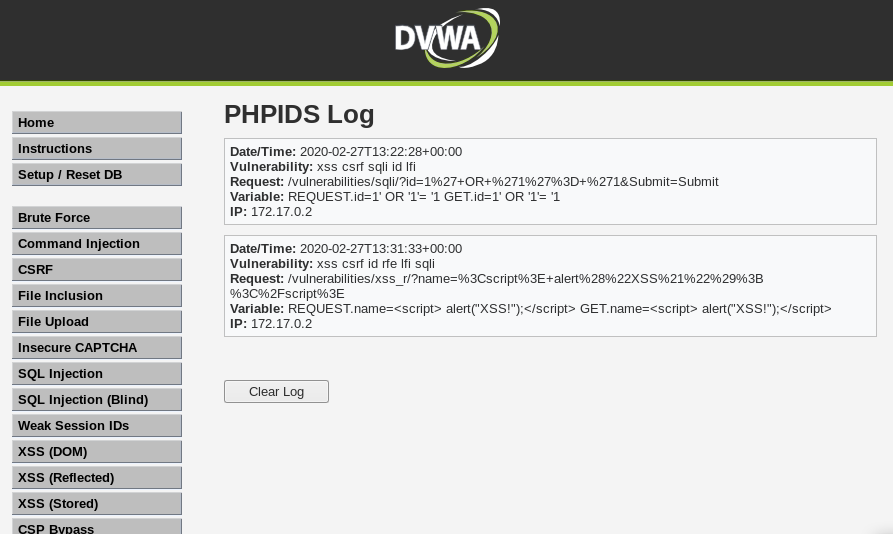 DVWA
Home
Instructions
Setup / Reset DB
Brute Force
Command Injection
CSRF
File Inclusion
File Upload
Insecure CAPTCHA
SQL Injection
SQL Injection (Blind)
Weak Session IDs
XSS (DOM)
XSS (Reflected)
XSS (Stored)
CSP Bypass
PHPIDS Log
Date/Time: 2020-02-27T13:22:28+00:00
Vulnerability: xss csrf sqli id lfi
Request: /vulnerabilities/sqli/?id=1%27+OR+%271%27%3D+%271&Submit=Submit
Variable: REQUEST.id=1' OR '1'= '1 GET.id=1' OR '1'= '1
IP: 172.17.0.2
Date/Time: 2020-02-27T13:31:33+00:00
Vulnerability: xss csrf id rfe lfi sqli
Request: /vulnerabilities/xss_r/?name=%3Cscript%3E+alert%28%22XSS%21%22%29%3B
%3C%2Fscript%3E
Variable: REQUEST.name=<script> alert("XSS!");</script> GET.name=<script> alert("XSS!");</script>
IP: 172.17.0.2
Clear Log